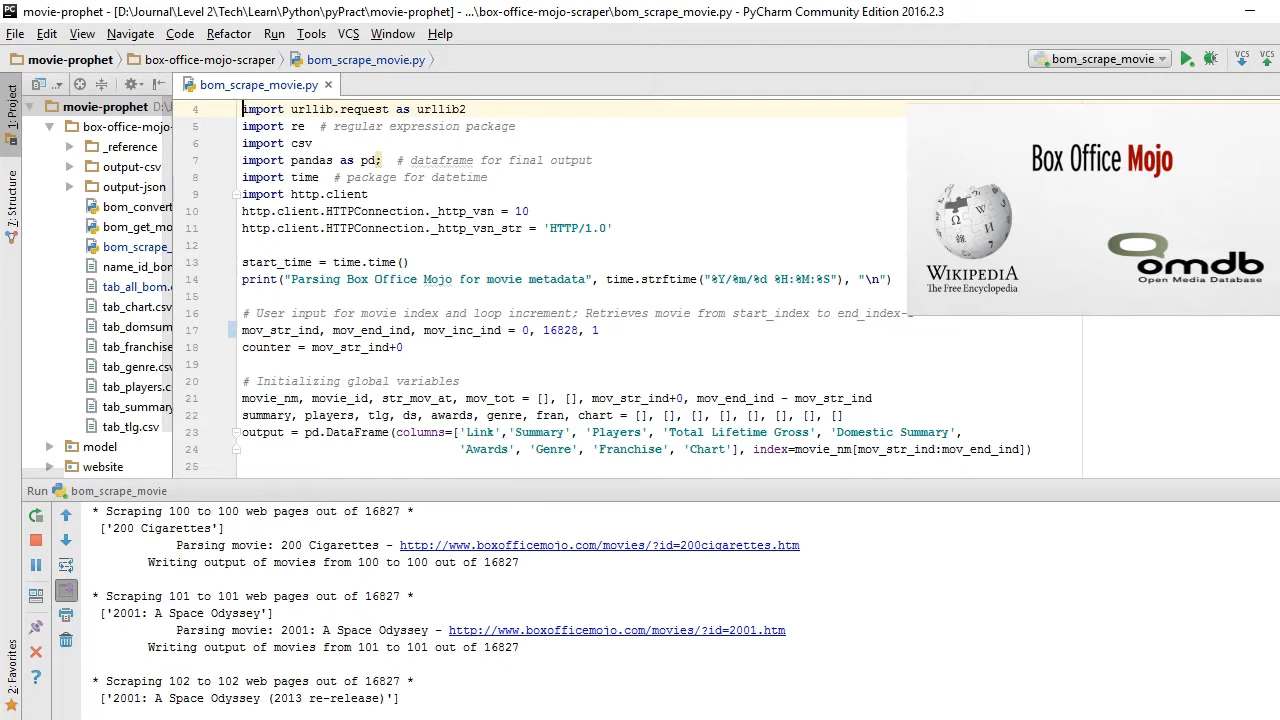 movie-prophet - [D:\Journal\Level 2\Tech\Learn\Python\pyPract\movie-prophet] - ...\box-office-mojo-scraper\bom_scrape_movie.py - PyCharm Community Edition 2016.2.3
File Edit View Navigate Code Refactor Run Tools VCS Window Help
movie-prophet box-office-mojo-scraper bom_scrape_movie.py bom_scrape_movie VCS VCS
1: Project
7: Structure
2: Favorites
bom_scrape_movie.py
movie-prophet D:\
box-office-mojo-
_reference
output-csv
output-json
bom_convert
bom_get_mo
bom_scrape_
name_id_bom
tab_all_bom.c
tab_chart.csv
tab_domsum
tab_franchise
tab_genre.csv
tab_players.c
tab_summary
tab_tlg.csv
model
website
4 import urllib.request as urllib2
5 import re  # regular expression package
6 import csv
7 import pandas as pd;  # dataframe for final output
8 import time  # package for datetime
9 import http.client
10 http.client.HTTPConnection._http_vsn = 10
11 http.client.HTTPConnection._http_vsn_str = 'HTTP/1.0'
12
13 start_time = time.time()
14 print("Parsing Box Office Mojo for movie metadata", time.strftime("%Y/%m/%d %H:%M:%S"), "\n")
15
16 # User input for movie index and loop increment; Retrieves movie from start_index to end_index-
17 mov_str_ind, mov_end_ind, mov_inc_ind = 0, 16828, 1
18 counter = mov_str_ind+0
19
20 # Initializing global variables
21 movie_nm, movie_id, str_mov_at, mov_tot = [], [], mov_str_ind+0, mov_end_ind - mov_str_ind
22 summary, players, tlg, ds, awards, genre, fran, chart = [], [], [], [], [], [], [], []
23 output = pd.DataFrame(columns=['Link','Summary', 'Players', 'Total Lifetime Gross', 'Domestic Summary',
24 'Awards', 'Genre', 'Franchise', 'Chart'], index=movie_nm[mov_str_ind:mov_end_ind])
25
Box Office Mojo
WIKIPEDIA
The Free Encyclopedia
omdb
Open Media Database
Run bom_scrape_movie
* Scraping 100 to 100 web pages out of 16827 *
['200 Cigarettes']
Parsing movie: 200 Cigarettes - http://www.boxofficemojo.com/movies/?id=200cigarettes.htm
Writing output of movies from 100 to 100 out of 16827
* Scraping 101 to 101 web pages out of 16827 *
['2001: A Space Odyssey']
Parsing movie: 2001: A Space Odyssey - http://www.boxofficemojo.com/movies/?id=2001.htm
Writing output of movies from 101 to 101 out of 16827
* Scraping 102 to 102 web pages out of 16827 *
['2001: A Space Odyssey (2013 re-release)']